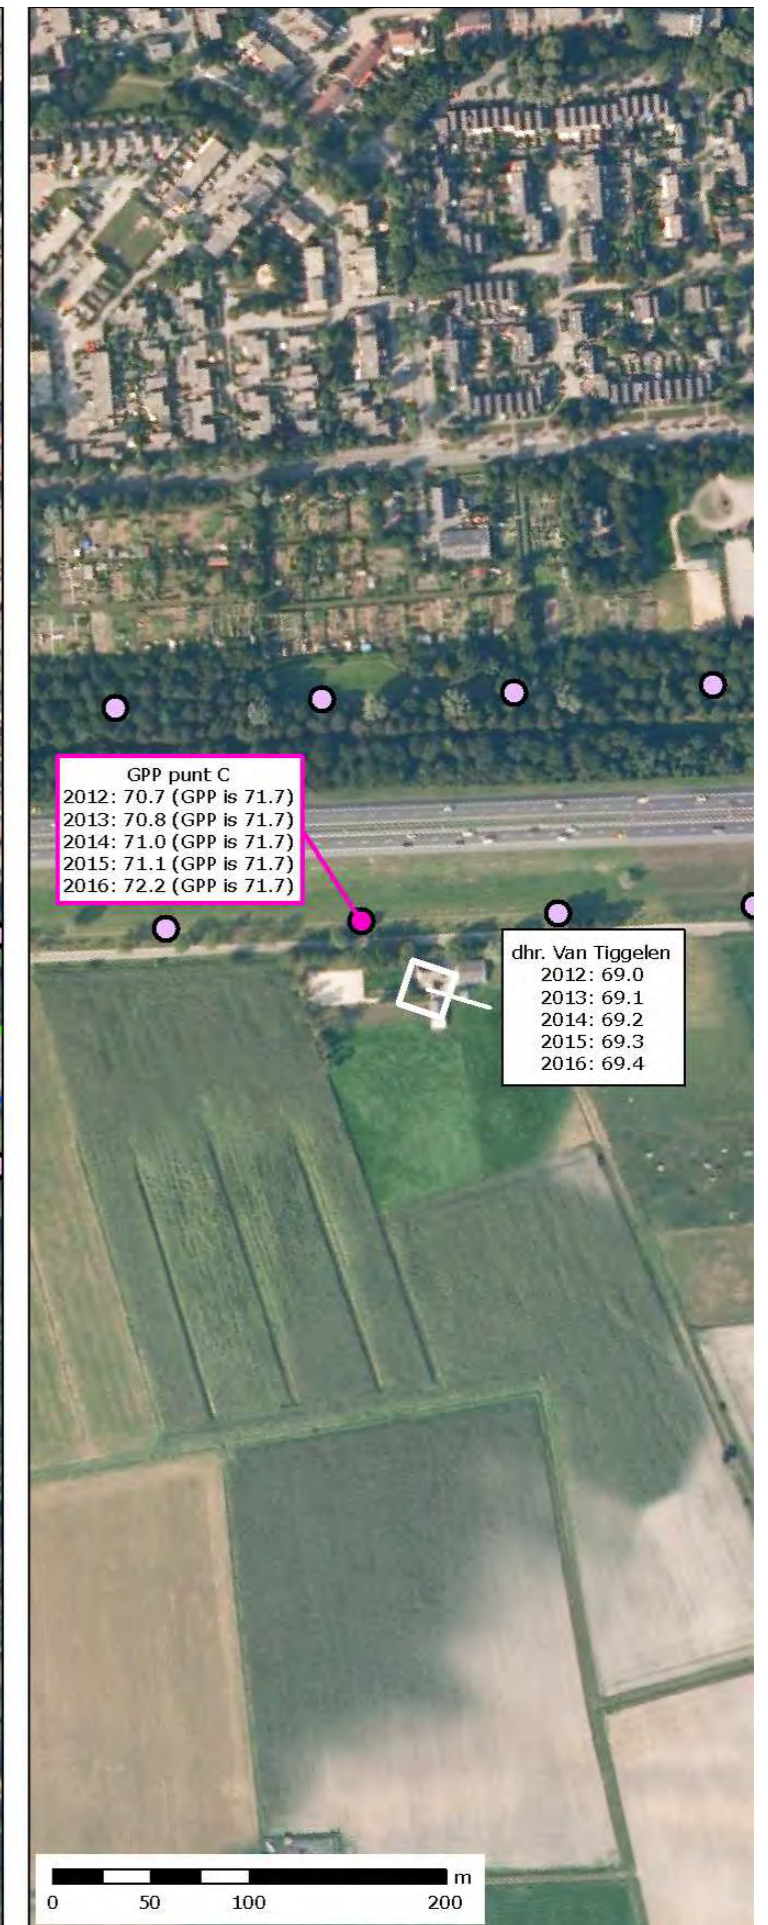 GPP punt C
2012: 70.7 (GPP is 71.7)
2013: 70.8 (GPP is 71.7)
2014: 71.0 (GPP is 71.7)
2015: 71.1 (GPP is 71.7)
2016: 72.2 (GPP is 71.7)
dhr. Van Tiggelen
2012: 69.0
2013: 69.1
2014: 69.2
2015: 69.3
2016: 69.4
m
0 50 100 200